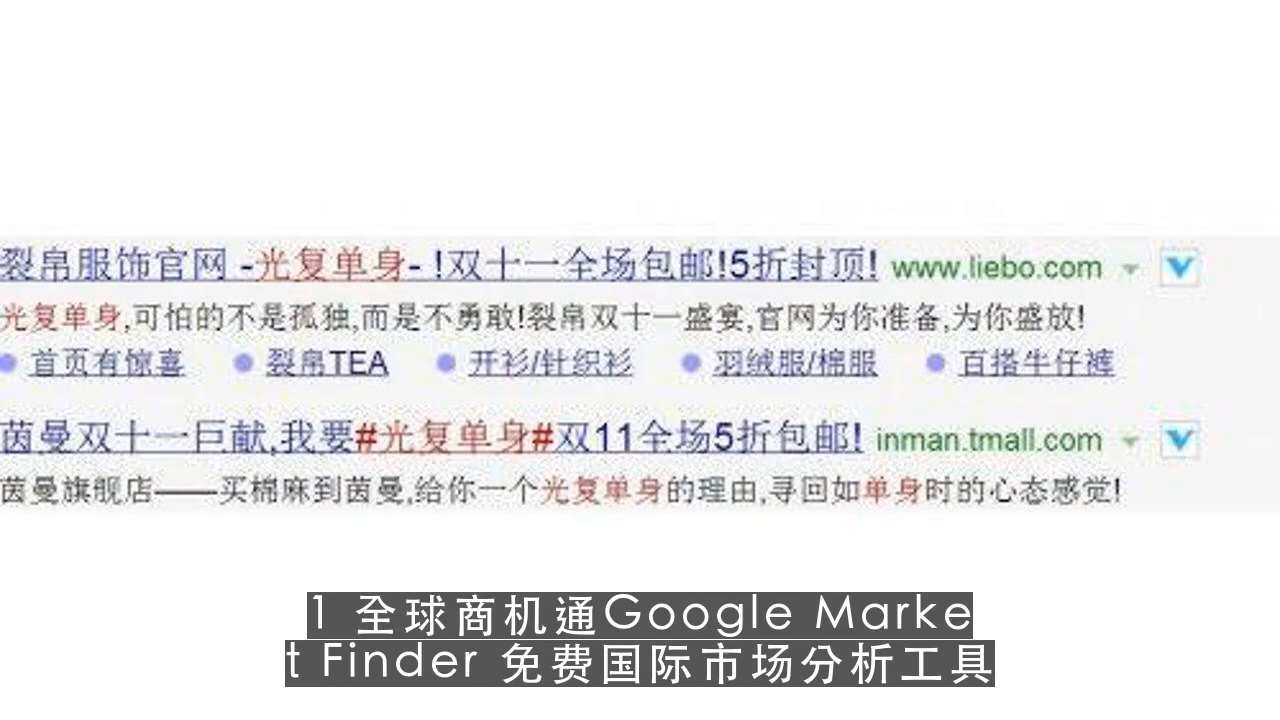 裂帛服饰官网 -光复单身- !双十一全场包邮!5折封顶! www.liebo.com
光复单身,可怕的不是孤独,而是不勇敢!裂帛双十一盛宴,官网为你准备,为你盛放!
首页有惊喜 裂帛TEA 开衫/针织衫 羽绒服/棉服 百搭牛仔裤
茵曼双十一巨献,我要#光复单身#双11全场5折包邮! inman.tmall.com
茵曼旗舰店——买棉麻到茵曼,给你一个光复单身的理由,寻回如单身时的心态感觉!
1 全球商机通Google Marke
t Finder 免费国际市场分析工具